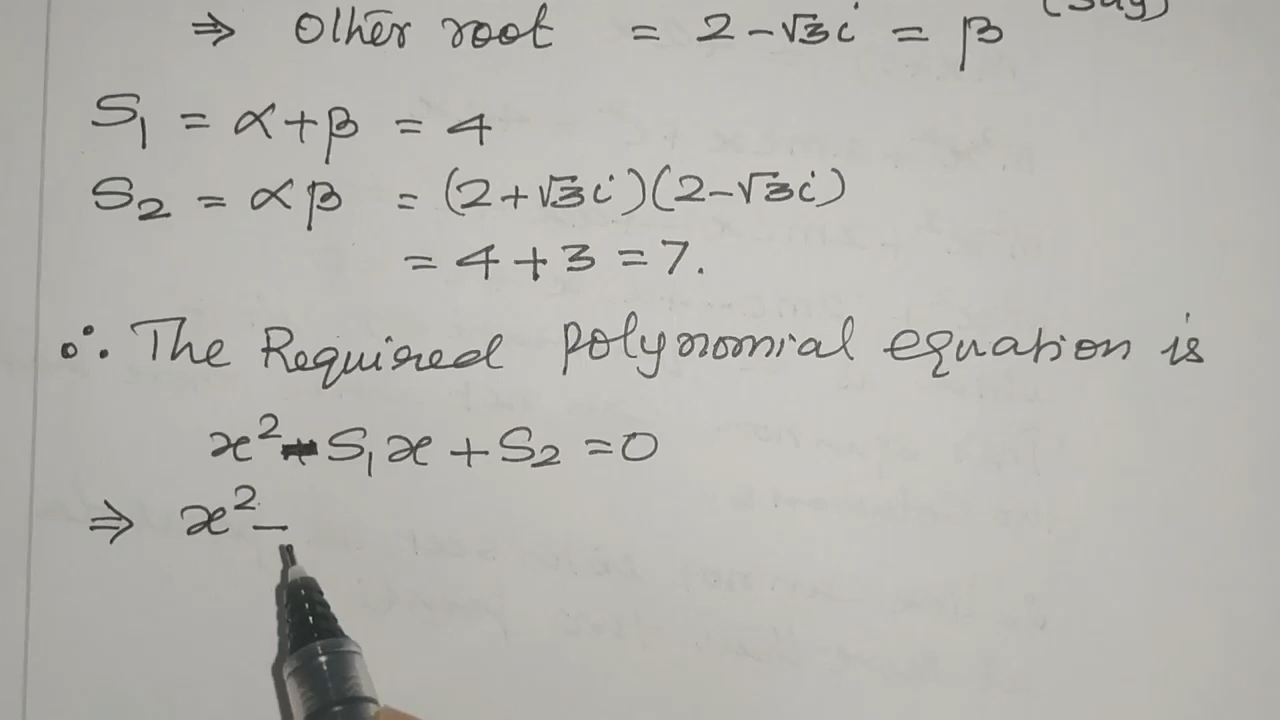 (Say)
⇒ Other root = 2-√3i = β
S₁ = α+β = 4
S₂ = αβ = (2+√3i)(2-√3i)
= 4+3 = 7.
∴ The Required polynomial equation is
x² - S₁x + S₂ = 0
⇒ x² -